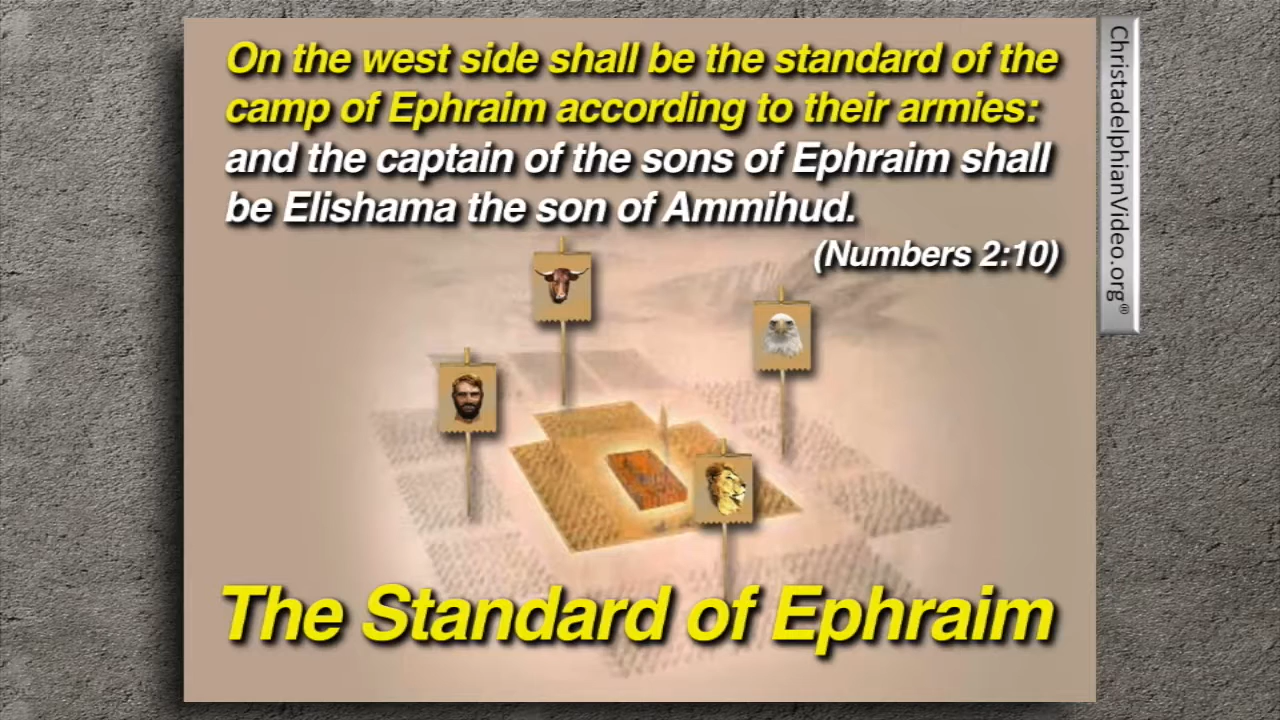 On the west side shall be the standard of the
camp of Ephraim according to their armies:
and the captain of the sons of Ephraim shall
be Elishama the son of Ammihud.
(Numbers 2:10)
The Standard of Ephraim
ChristadelphianVideo.org®